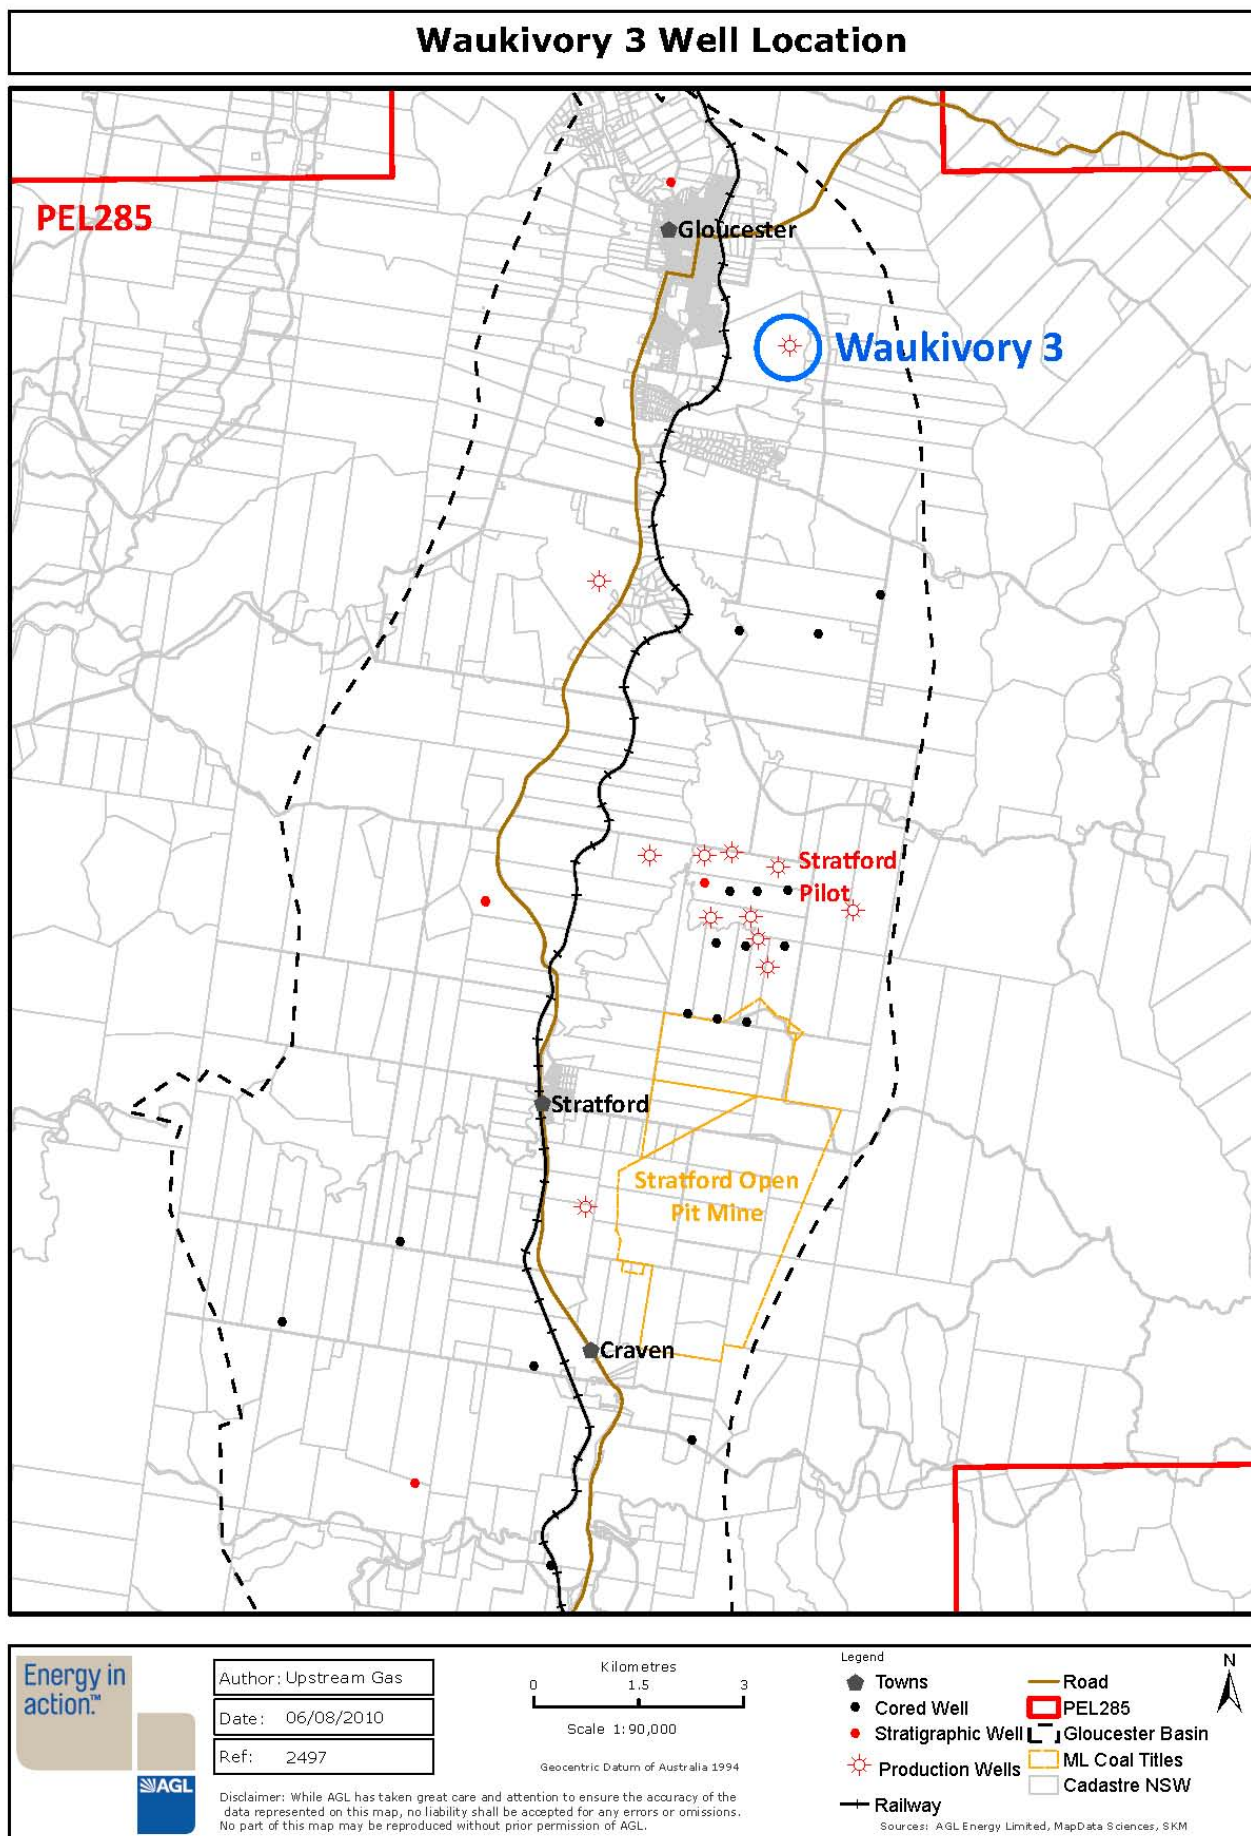 Waukivory 3 Well Location
PEL285
Gloucester
Waukivory 3
Stratford
Pilot
Stratford
Stratford Open
Pit Mine
Craven
Energy in
action.™
AGL
Author: Upstream Gas
Date: 06/08/2010
Ref: 2497
Kilometres
0 1.5 3
Scale 1:90,000
Geocentric Datum of Australia 1994
Disclaimer: While AGL has taken great care and attention to ensure the accuracy of the
data represented on this map, no liability shall be accepted for any errors or omissions.
No part of this map may be reproduced without prior permission of AGL.
Legend
Towns
Cored Well
Stratigraphic Well
Production Wells
Railway
Road
PEL285
Gloucester Basin
ML Coal Titles
Cadastre NSW
N
Sources: AGL Energy Limited, MapData Sciences, SKM